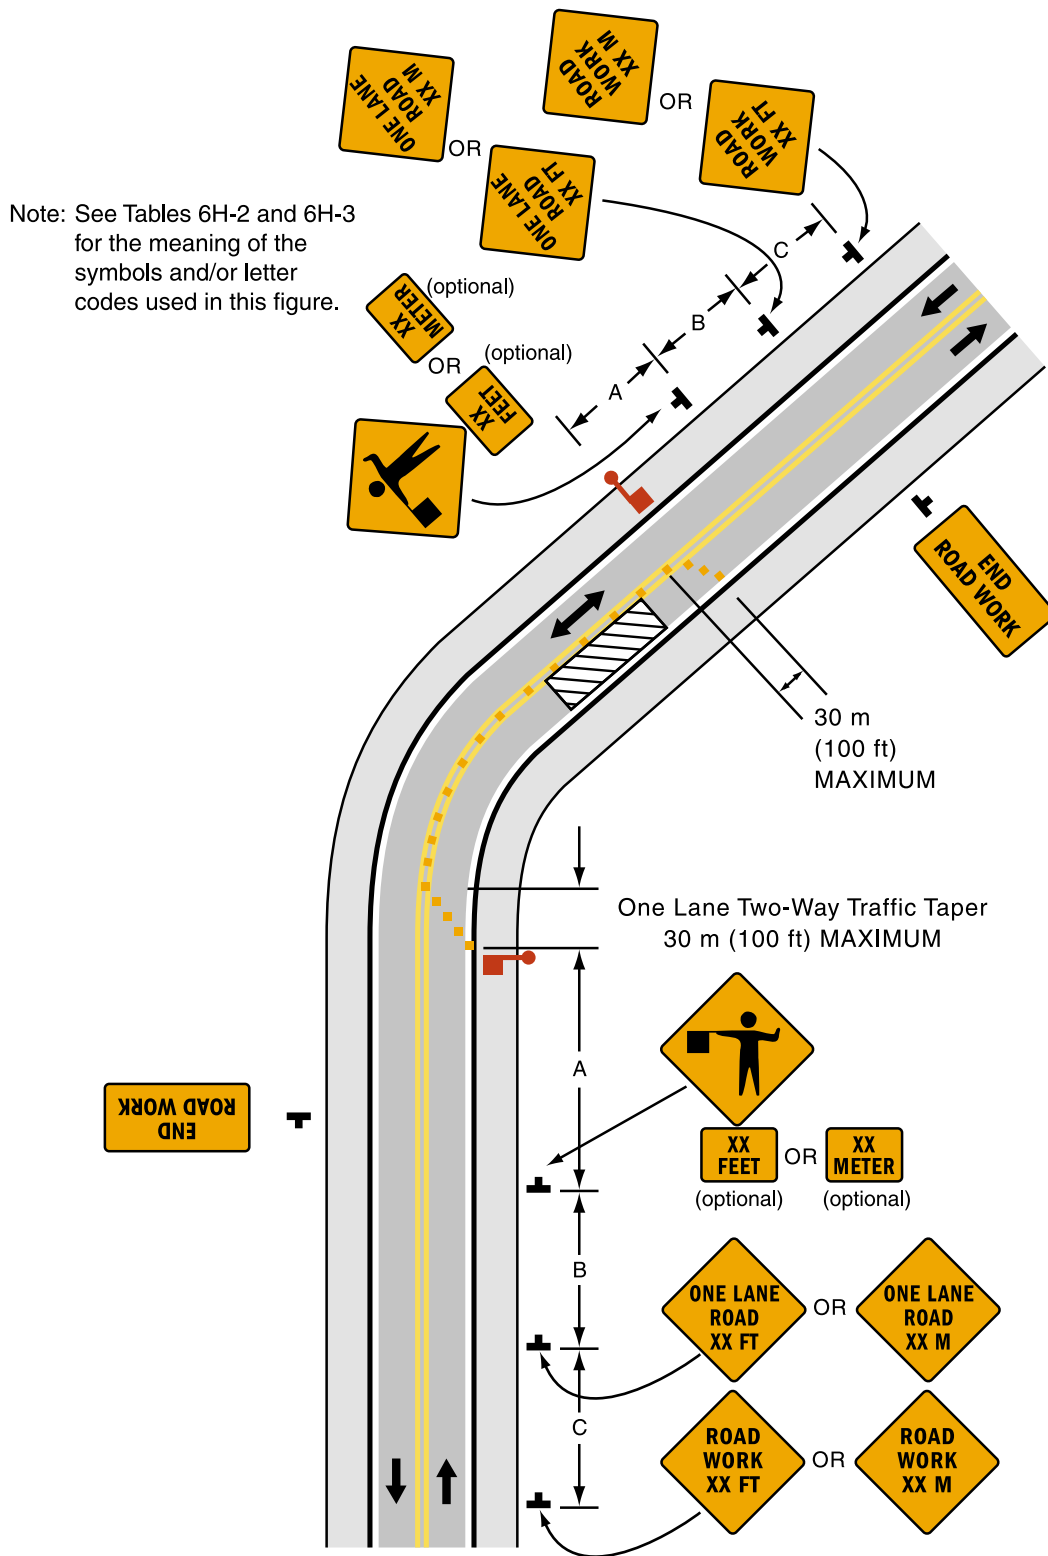 ROAD
WORK
XX M
OR
ROAD
WORK
XX FT
ONE LANE
ROAD
XX M
OR
ONE LANE
ROAD
XX FT
Note: See Tables 6H-2 and 6H-3
for the meaning of the
symbols and/or letter
codes used in this figure.
C
B
A
XX
METER
(optional)
OR
XX
FEET
(optional)
END
ROAD WORK
30 m
(100 ft)
MAXIMUM
One Lane Two-Way Traffic Taper
30 m (100 ft) MAXIMUM
A
END
ROAD WORK
XX
FEET
(optional)
OR
XX
METER
(optional)
B
ONE LANE
ROAD
XX FT
OR
ONE LANE
ROAD
XX M
C
ROAD
WORK
XX FT
OR
ROAD
WORK
XX M